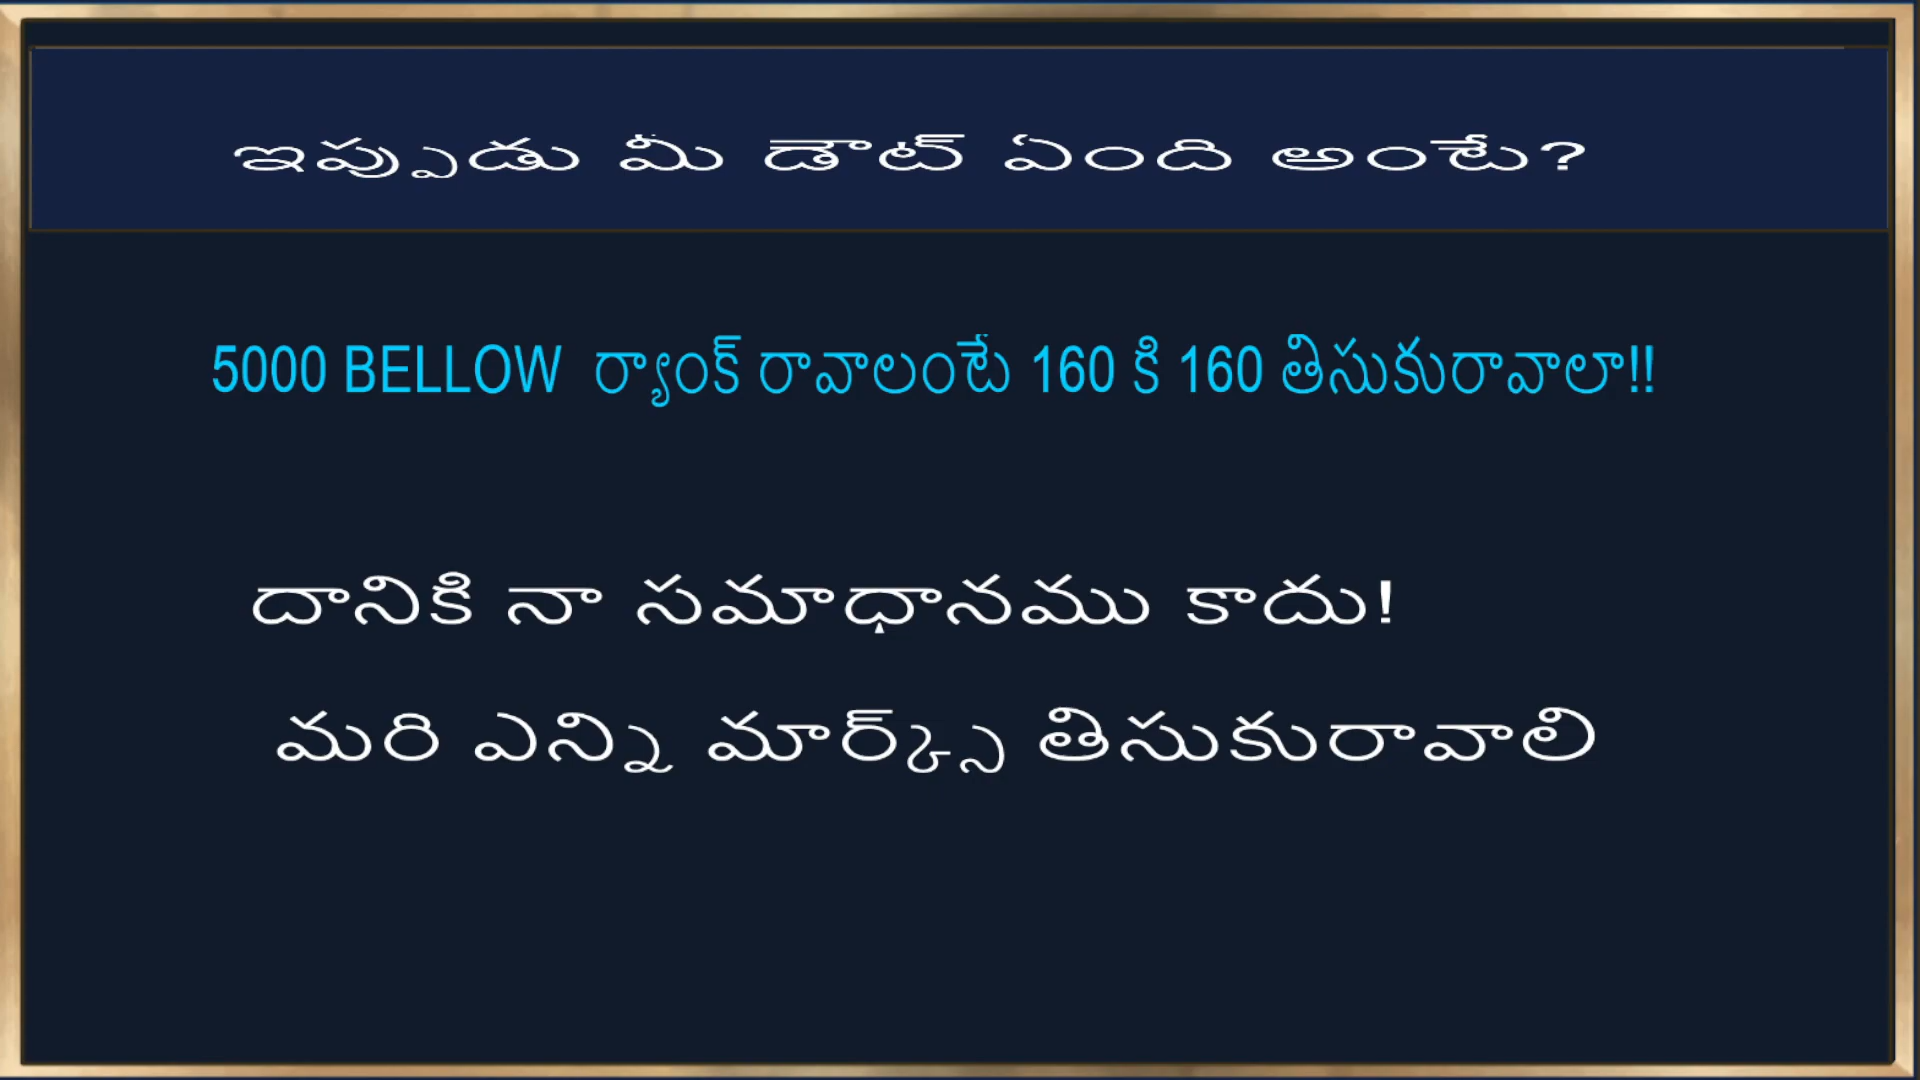 ఇప్పుడు మీ డౌట్ ఏంది అంటే?
5000 BELLOW ర్యాంక్ రావాలంటే 160 కి 160 తిసుకురావాలా!!
దానికి నా సమాధానము కాదు!
మరి ఎన్ని మార్క్స్ తిసుకురావాలి